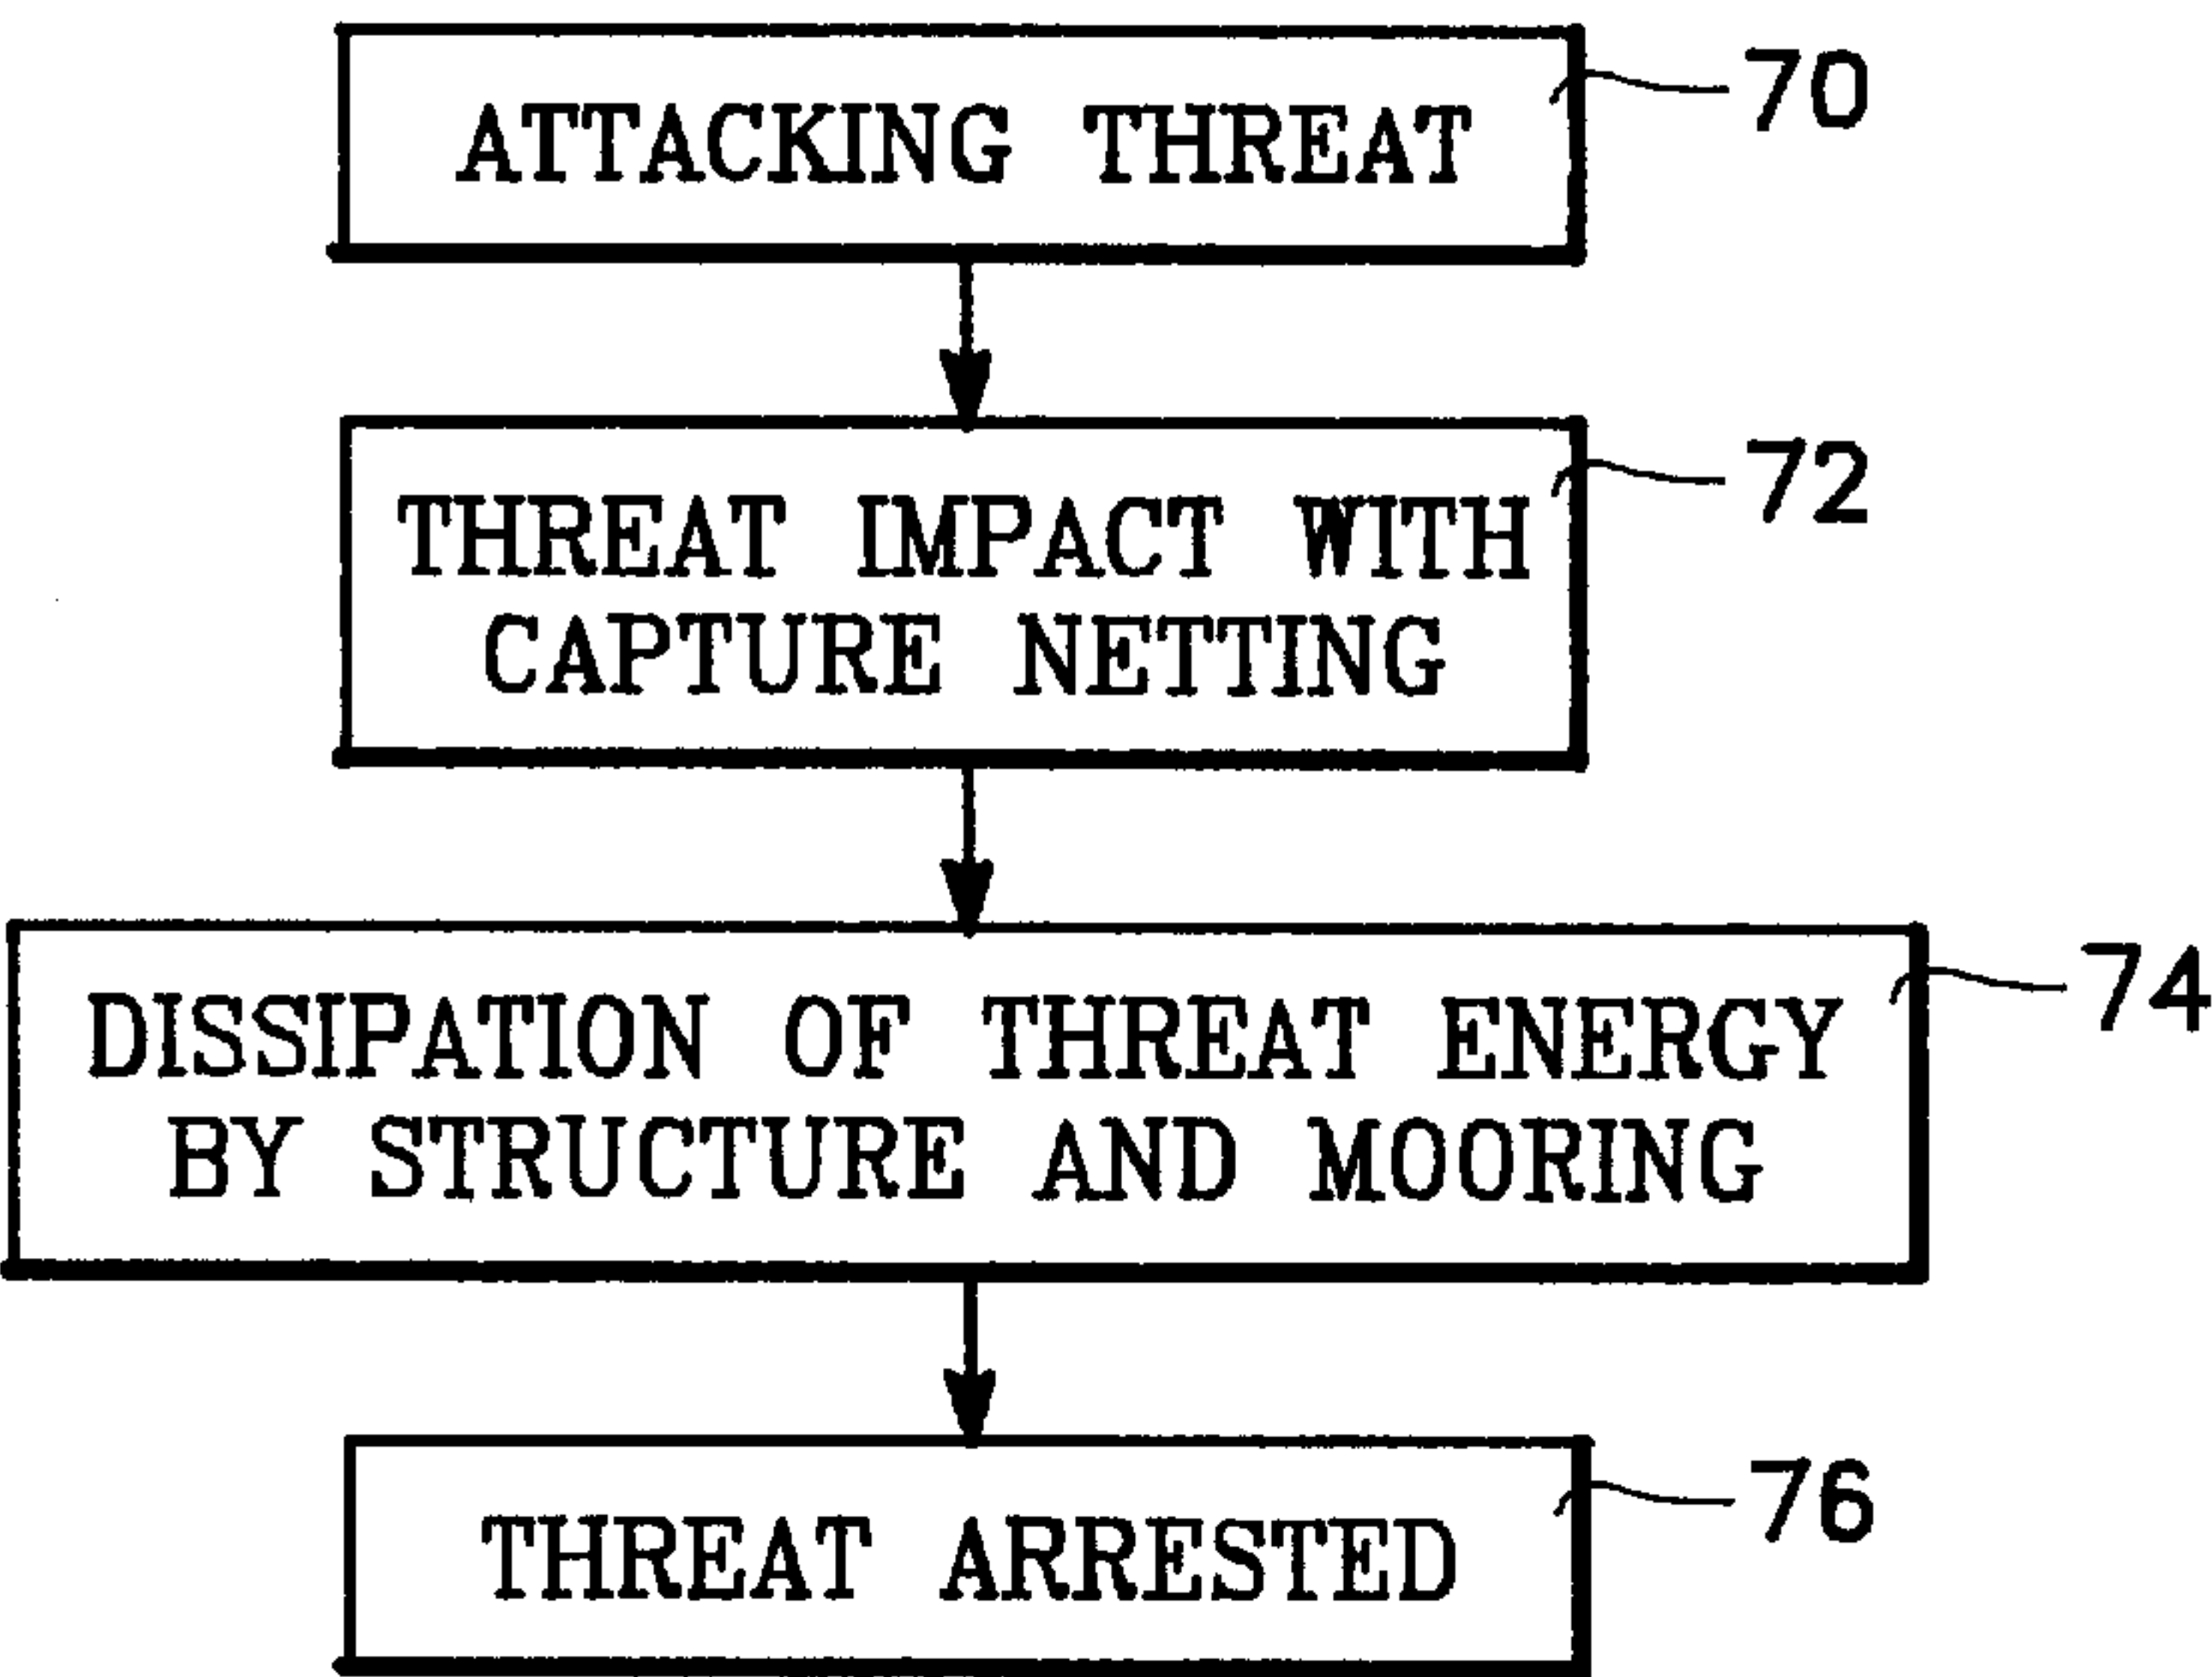 ATTACKING THREAT
70
THREAT IMPACT WITH
CAPTURE NETTING
72
DISSIPATION OF THREAT ENERGY
BY STRUCTURE AND MOORING
74
THREAT ARRESTED
76